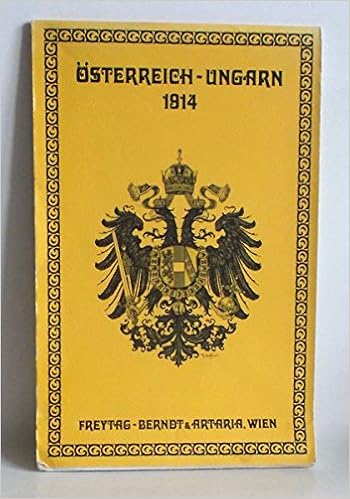 ÖSTERREICH-UNGARN
1914
FREYTAG-BERNDT & ARTARIA, WIEN